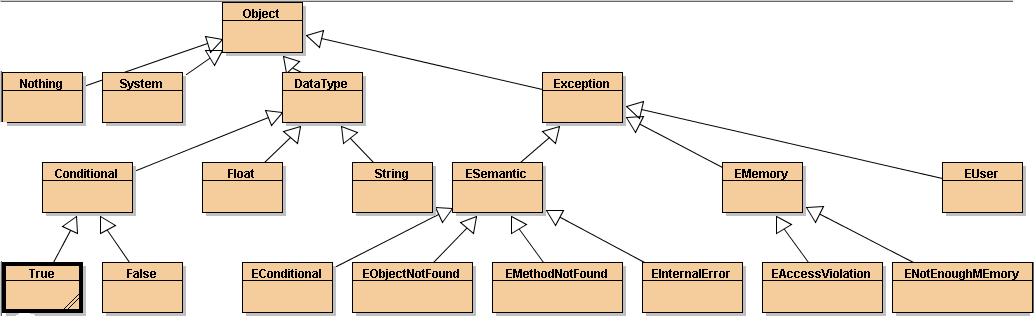 Object
Nothing
System
DataType
Exception
Conditional
Float
String
ESemantic
EMemory
EUser
True
False
EConditional
EObjectNotFound
EMethodNotFound
EInternalError
EAccessViolation
ENotEnoughMEmory